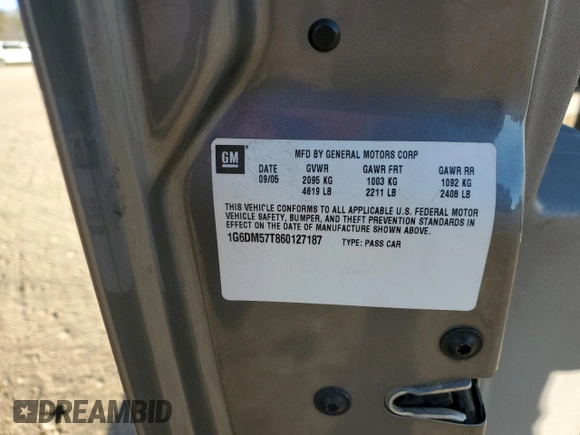 GM
MFD BY GENERAL MOTORS CORP
DATE GVWR GAWR FRT GAWR RR
09/05 2095 KG 1003 KG 1092 KG
4619 LB 2211 LB 2408 LB
THIS VEHICLE CONFORMS TO ALL APPLICABLE U.S. FEDERAL MOTOR
VEHICLE SAFETY, BUMPER, AND THEFT PREVENTION STANDARDS IN
EFFECT ON THE DATE OF MANUFACTURE SHOWN ABOVE.
1G6DM57T860127187 TYPE: PASS CAR
DREAMBID